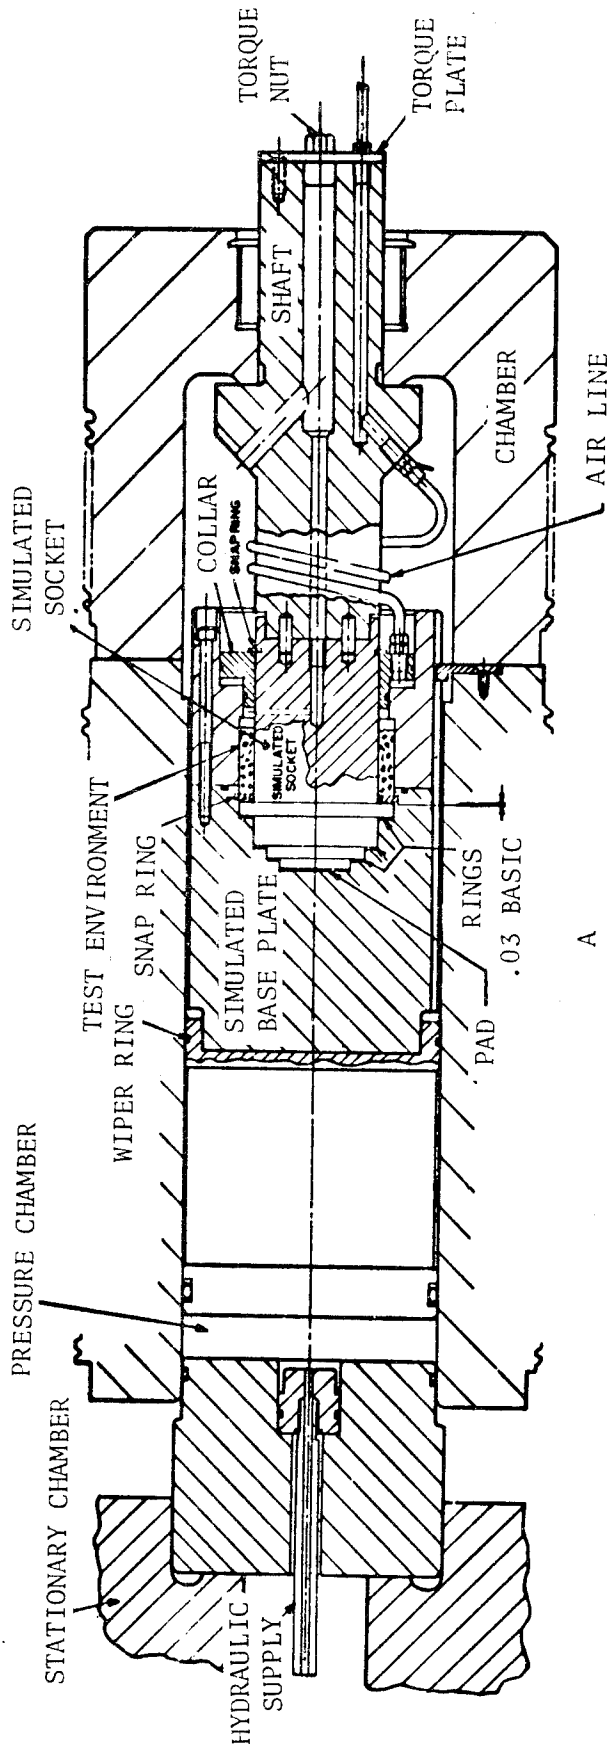 STATIONARY CHAMBER
PRESSURE CHAMBER
WIPER RING
SNAP RING
TEST ENVIRONMENT
SIMULATED
SOCKET
COLLAR
SNAP RING
SIMULATED
SOCKET
SIMULATED
BASE PLATE
SHAFT
TORQUE
NUT
TORQUE
PLATE
CHAMBER
AIR LINE
RINGS
.03 BASIC
PAD
HYDRAULIC
SUPPLY
A